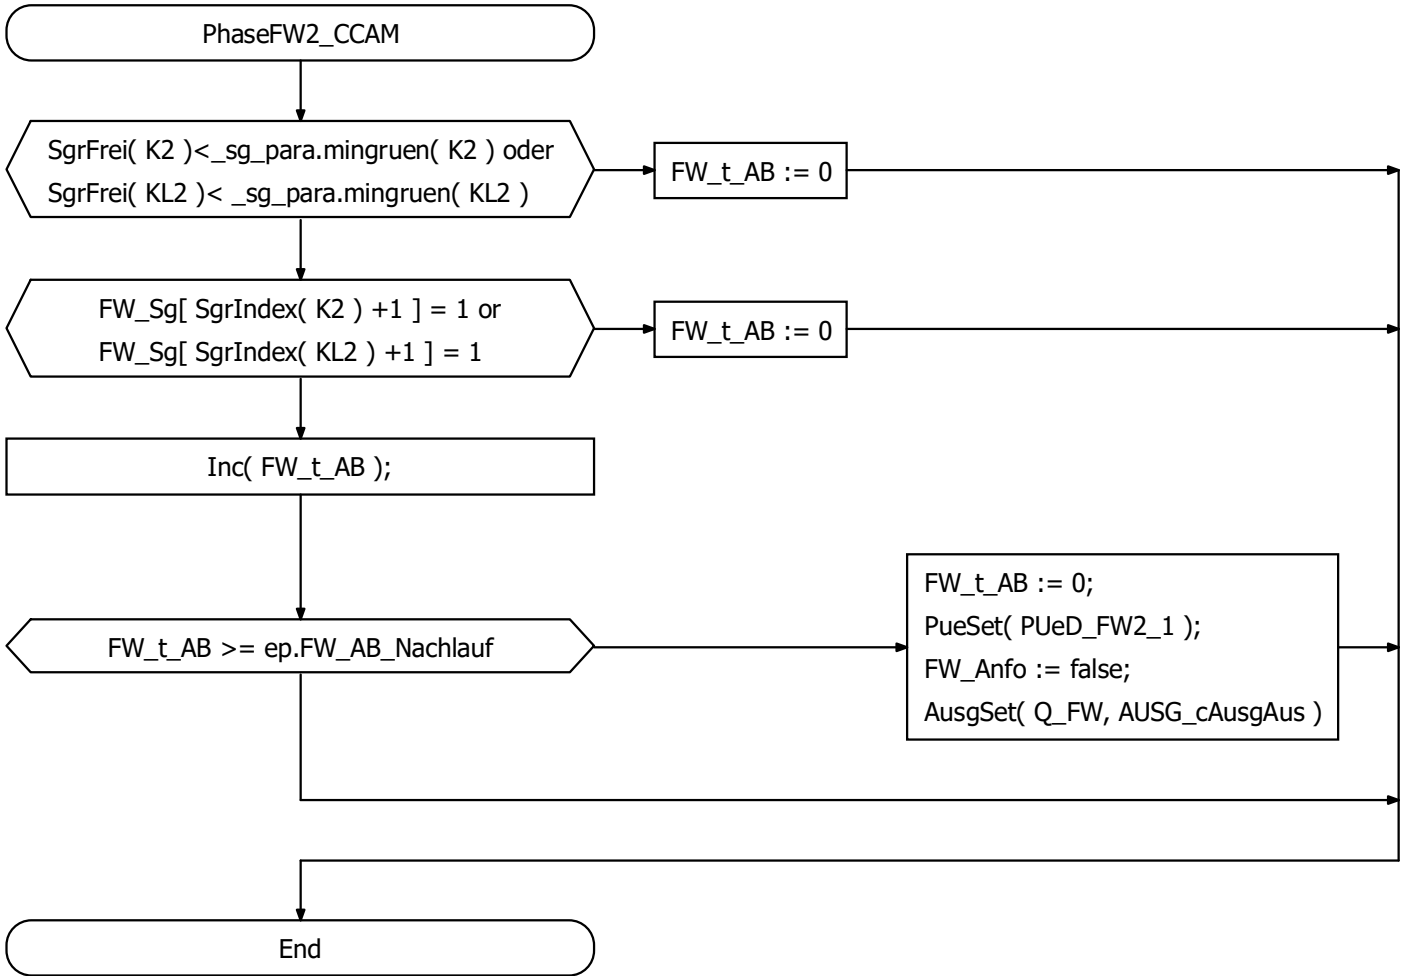 PhaseFW2_CCAM
SgrFrei( K2 )<_sg_para.mingruen( K2 ) oder
SgrFrei( KL2 )< _sg_para.mingruen( KL2 )
FW_t_AB := 0
FW_Sg[ SgrIndex( K2 ) +1 ] = 1 or
FW_Sg[ SgrIndex( KL2 ) +1 ] = 1
FW_t_AB := 0
Inc( FW_t_AB );
FW_t_AB >= ep.FW_AB_Nachlauf
FW_t_AB := 0;
PueSet( PUeD_FW2_1 );
FW_Anfo := false;
AusgSet( Q_FW, AUSG_cAusgAus )
End